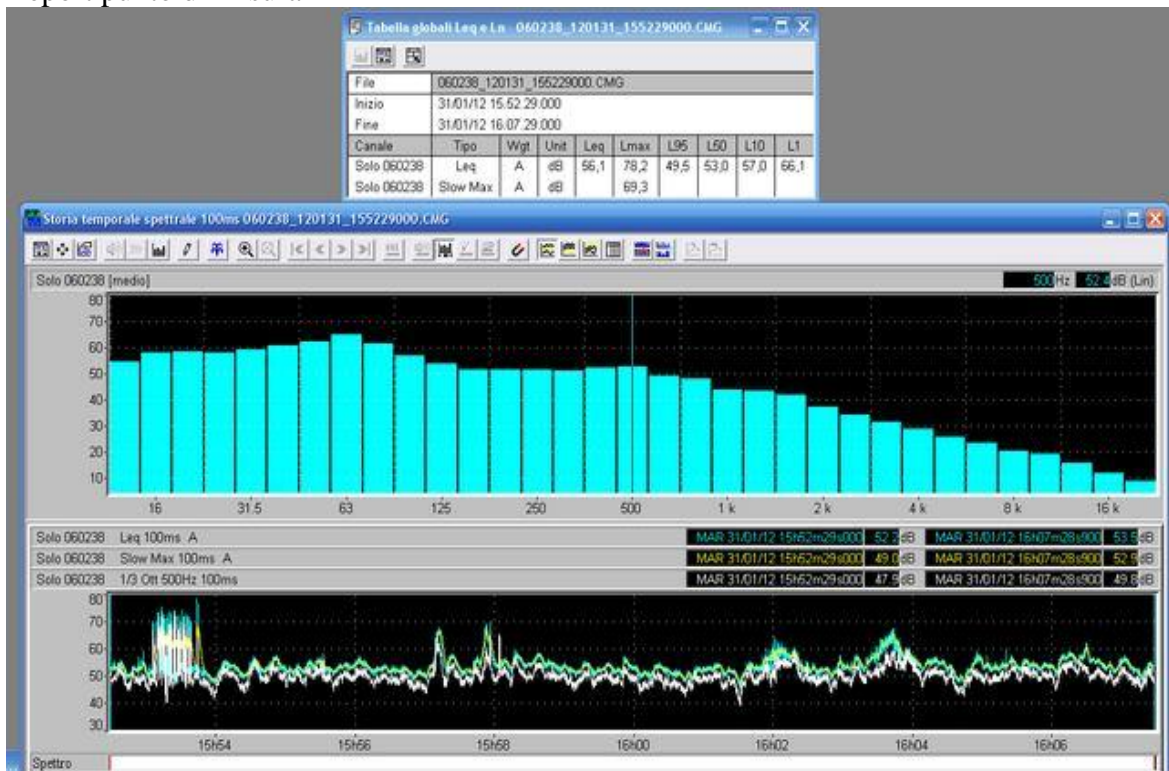 Tabella globali Leq e Ln 060238_120131_155229000.CMG
File 060238_120131_155229000.CMG
Inizio 31/01/12 15.52.29.000
Fine 31/01/12 16.07.29.000
Canale Tipo Wgt Unit Leq Lmax L95 L50 L10 L1
Solo 060238 Leq A dB 56,1 78,2 49,5 53,0 57,0 66,1
Solo 060238 Slow Max A dB 69,3
Storia temporale spettrale 100ms 060238_120131_155229000.CMG
Solo 060238 [medio] 500 Hz 52.4 dB (Lin)
80
70
60
50
40
30
20
10
16 31.5 63 125 250 500 1 k 2 k 4 k 8 k 16 k
Solo 060238 Leq 100ms A MAR 31/01/12 15h52m29s000 52.2 dB MAR 31/01/12 16h07m28s900 53.5 dB
Solo 060238 Slow Max 100ms A MAR 31/01/12 15h52m29s000 49.0 dB MAR 31/01/12 16h07m28s900 52.9 dB
Solo 060238 1/3 Ott 500Hz 100ms MAR 31/01/12 15h52m29s000 47.9 dB MAR 31/01/12 16h07m28s900 49.8 dB
80
70
60
50
40
30
15h54 15h56 15h58 16h00 16h02 16h04 16h06
Spettro